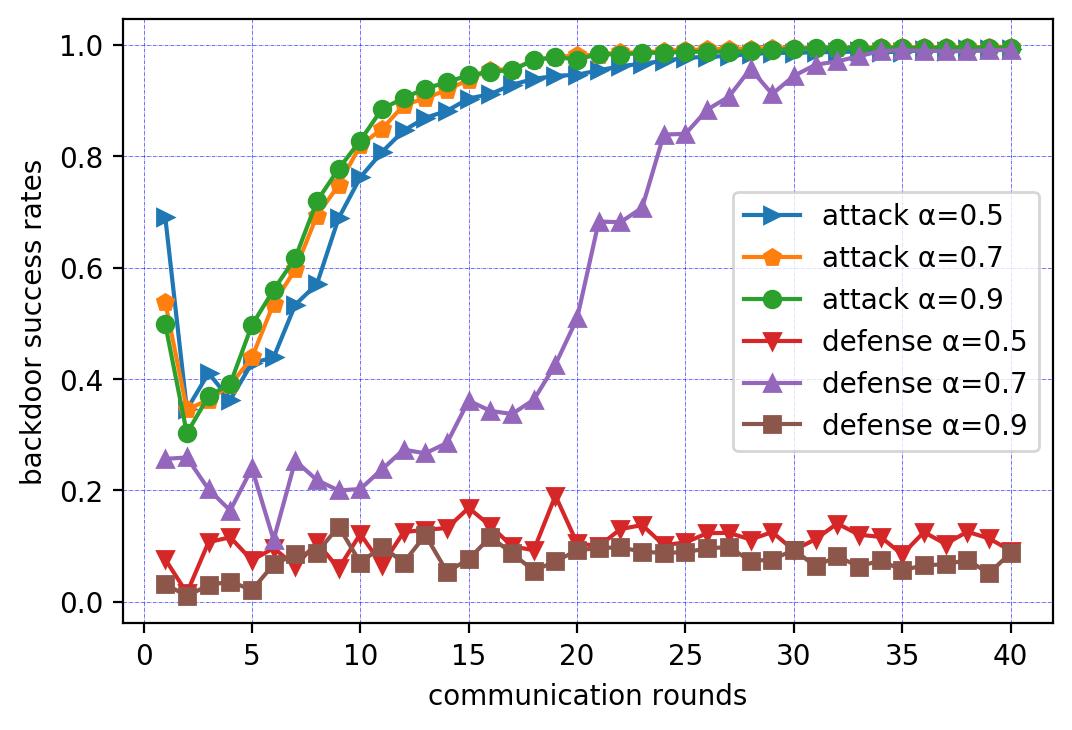 backdoor success rates
1.0
0.8
0.6
0.4
0.2
0.0
attack α=0.5
attack α=0.7
attack α=0.9
defense α=0.5
defense α=0.7
defense α=0.9
0 5 10 15 20 25 30 35 40
communication rounds